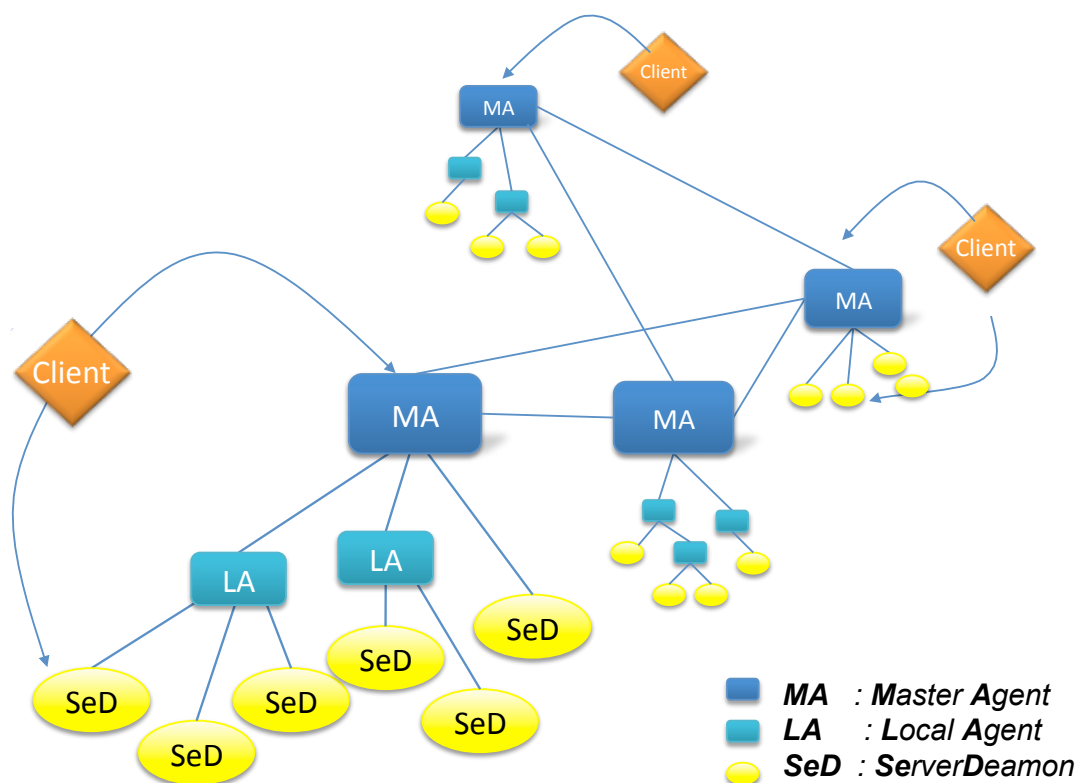 Client
MA
Client
MA
Client
MA
MA
LA
LA
SeD
SeD
SeD
SeD
SeD
SeD
MA : Master Agent
LA : Local Agent
SeD : ServerDeamon